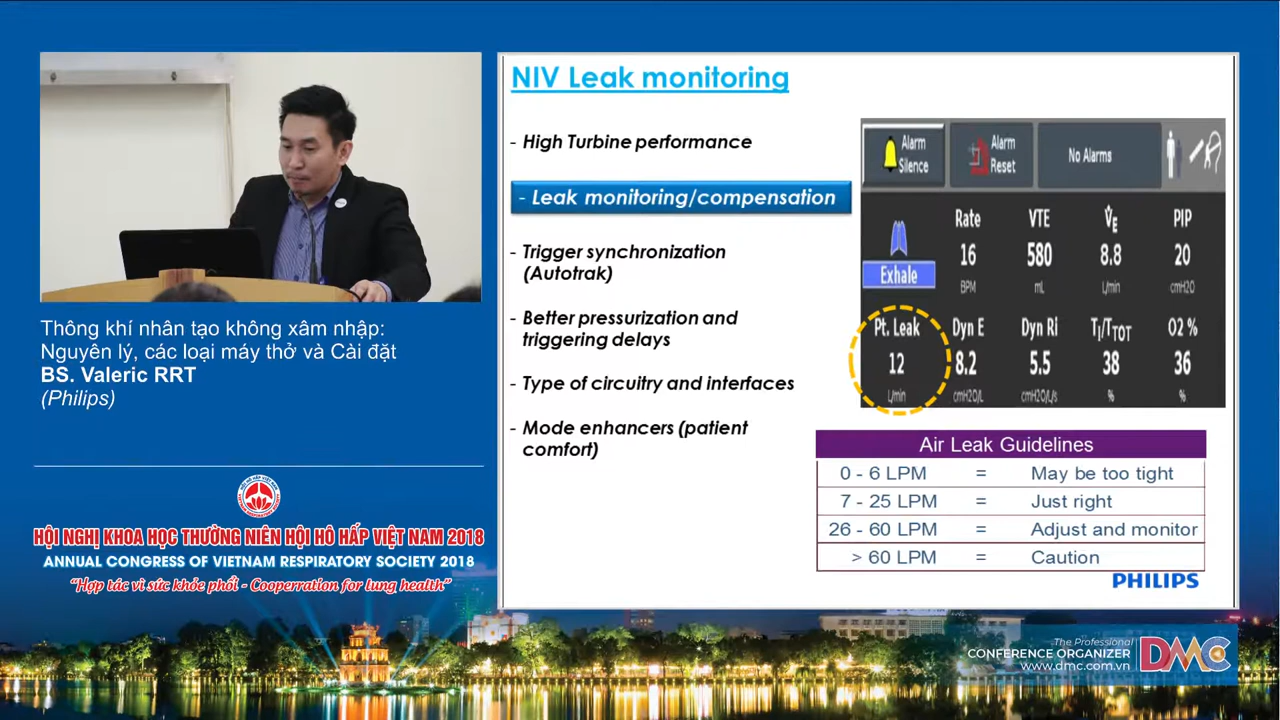 Thông khí nhân tạo không xâm nhập:
Nguyên lý, các loại máy thở và Cài đặt
BS. Valeric RRT
(Philips)
HỘI HÔ HẤP VIỆT NAM
HỘI NGHỊ KHOA HỌC THƯỜNG NIÊN HỘI HÔ HẤP VIỆT NAM 2018
ANNUAL CONGRESS OF VIETNAM RESPIRATORY SOCIETY 2018
"Hợp tác vì sức khỏe phổi - Cooperration for lung health"
NIV Leak monitoring
- High Turbine performance
- Leak monitoring/compensation
- Trigger synchronization
(Autotrak)
- Better pressurization and
triggering delays
- Type of circuitry and interfaces
- Mode enhancers (patient
comfort)
Alarm Silence
Alarm Reset
No Alarms
Exhale
Rate VTE V̇E PIP
16 580 8.8 20
BPM mL L/min cmH2O
Pt. Leak Dyn E Dyn Ri TI/TTOT O2 %
12 8.2 5.5 38 36
L/min cmH2O/L cmH2O/L/s % %
Air Leak Guidelines
0 - 6 LPM = May be too tight
7 - 25 LPM = Just right
26 - 60 LPM = Adjust and monitor
> 60 LPM = Caution
PHILIPS
The Professional
CONFERENCE ORGANIZER
www.dmc.com.vn
DMC